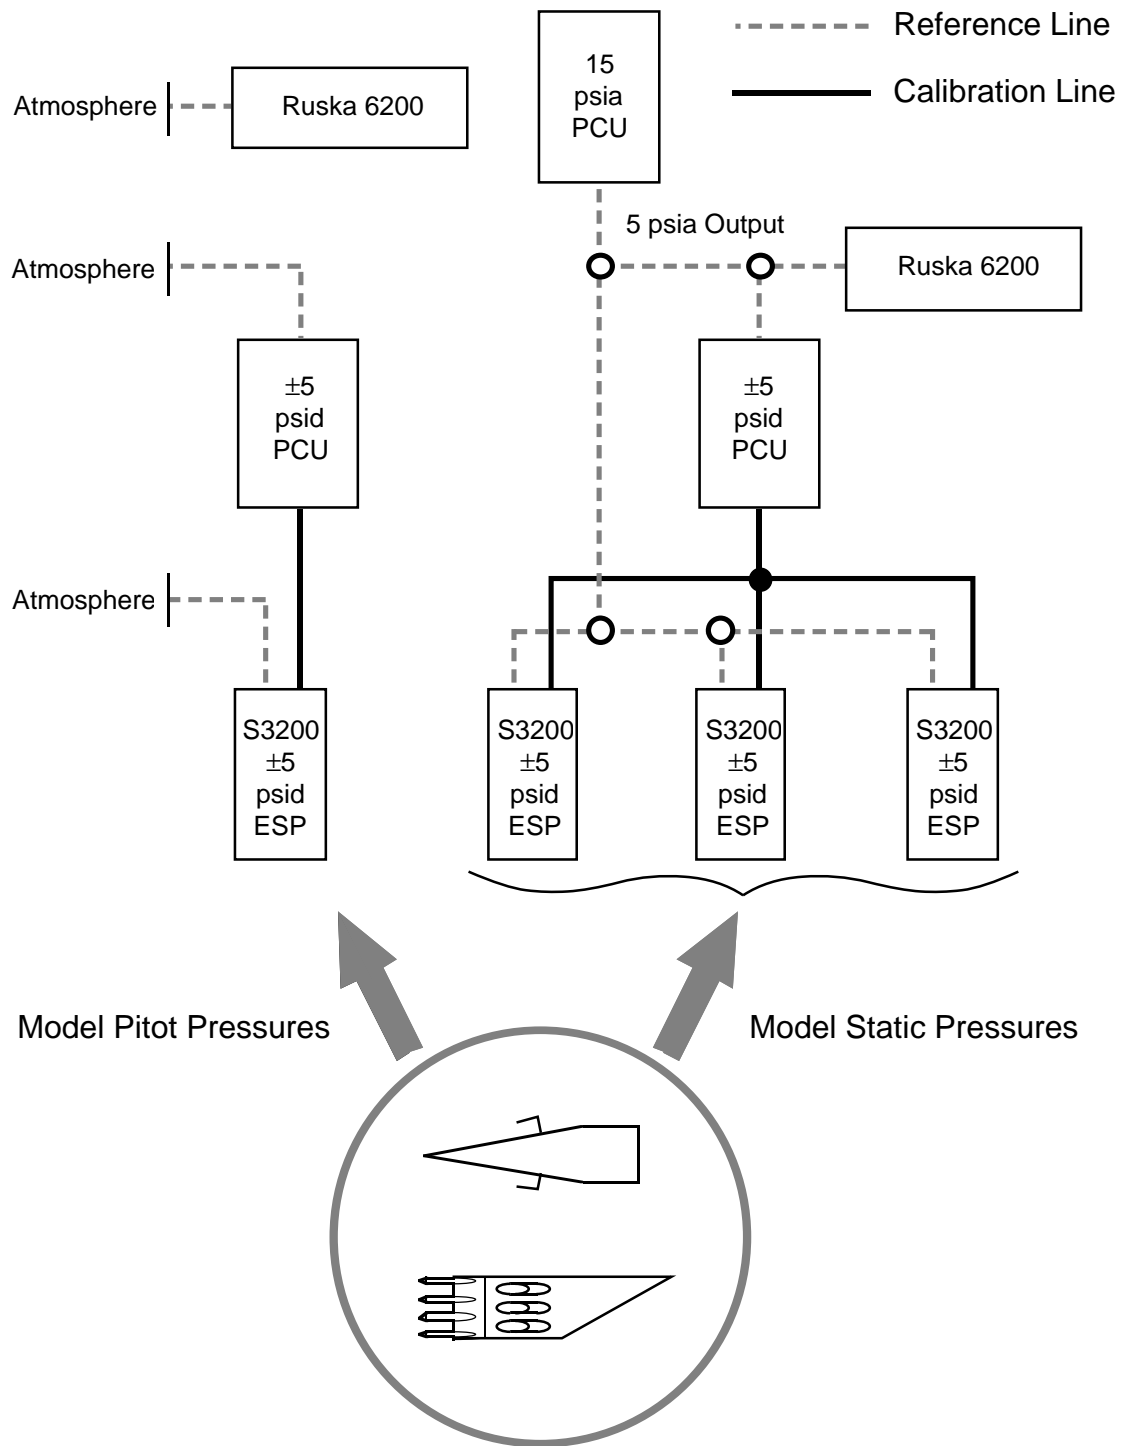 Reference Line
Calibration Line
Atmosphere
Ruska 6200
15
psia
PCU
5 psia Output
Atmosphere
Ruska 6200
±5
psid
PCU
±5
psid
PCU
Atmosphere
S3200
±5
psid
ESP
S3200
±5
psid
ESP
S3200
±5
psid
ESP
S3200
±5
psid
ESP
Model Pitot Pressures
Model Static Pressures